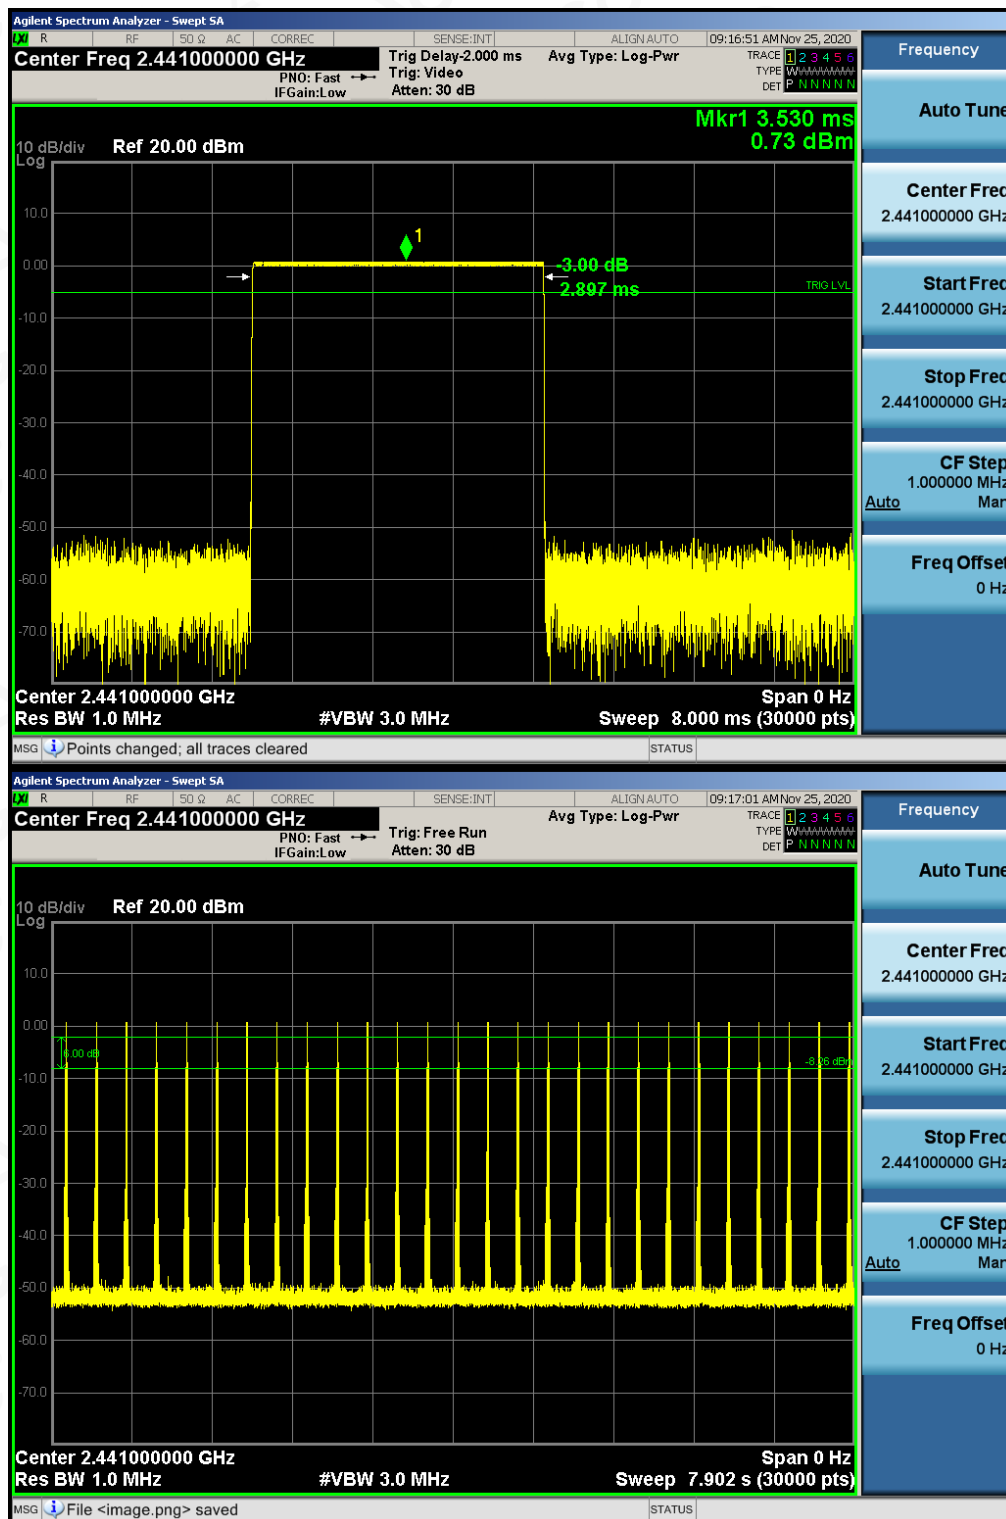 Agilent Spectrum Analyzer - Swept SA
LXI R RF 50 Ω AC CORREC SENSE:INT ALIGNAUTO 09:16:51 AM Nov 25, 2020
Center Freq 2.441000000 GHz Trig Delay-2.000 ms Avg Type: Log-Pwr TRACE 1 2 3 4 5 6
PNO: Fast Trig: Video TYPE W
IFGain:Low Atten: 30 dB DET P N N N N N
Frequency
Mkr1 3.530 ms
0.73 dBm
10 dB/div Ref 20.00 dBm
Log
10.0
0.00
-10.0
-20.0
-30.0
-40.0
-50.0
-60.0
-70.0
1
-3.00 dB
2.897 ms
TRIG LVL
Center 2.441000000 GHz Span 0 Hz
Res BW 1.0 MHz #VBW 3.0 MHz Sweep 8.000 ms (30000 pts)
MSG Points changed; all traces cleared STATUS
Auto Tune
Center Freq
2.441000000 GHz
Start Freq
2.441000000 GHz
Stop Freq
2.441000000 GHz
CF Step
1.000000 MHz
Auto Man
Freq Offset
0 Hz
Agilent Spectrum Analyzer - Swept SA
LXI R RF 50 Ω AC CORREC SENSE:INT ALIGNAUTO 09:17:01 AM Nov 25, 2020
Center Freq 2.441000000 GHz Avg Type: Log-Pwr TRACE 1 2 3 4 5 6
PNO: Fast Trig: Free Run TYPE W
IFGain:Low Atten: 30 dB DET P N N N N N
Frequency
10 dB/div Ref 20.00 dBm
Log
10.0
0.00
-10.0
-20.0
-30.0
-40.0
-50.0
-60.0
-70.0
6.00 dB
-8.26 dBm
Center 2.441000000 GHz Span 0 Hz
Res BW 1.0 MHz #VBW 3.0 MHz Sweep 7.902 s (30000 pts)
MSG File <image.png> saved STATUS
Auto Tune
Center Freq
2.441000000 GHz
Start Freq
2.441000000 GHz
Stop Freq
2.441000000 GHz
CF Step
1.000000 MHz
Auto Man
Freq Offset
0 Hz